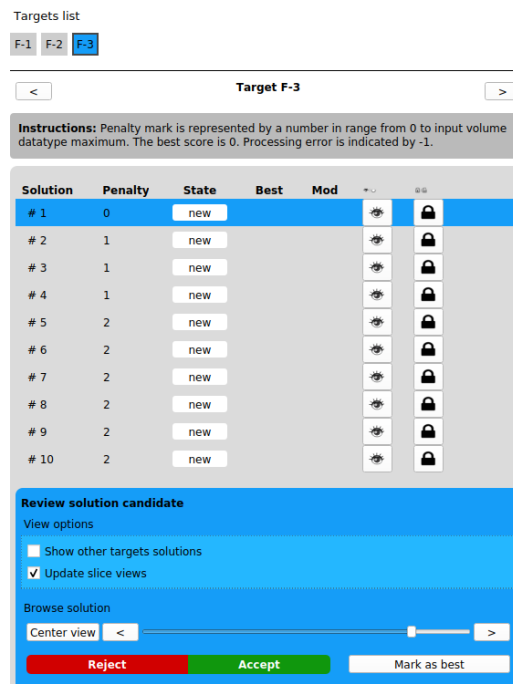 Targets list
F-1 F-2 F-3
< Target F-3 >
Instructions: Penalty mark is represented by a number in range from 0 to input volume
datatype maximum. The best score is 0. Processing error is indicated by -1.
Solution Penalty State Best Mod
# 1 0 new
# 2 1 new
# 3 1 new
# 4 1 new
# 5 2 new
# 6 2 new
# 7 2 new
# 8 2 new
# 9 2 new
# 10 2 new
Review solution candidate
View options
Show other targets solutions
Update slice views
Browse solution
Center view < >
Reject Accept Mark as best